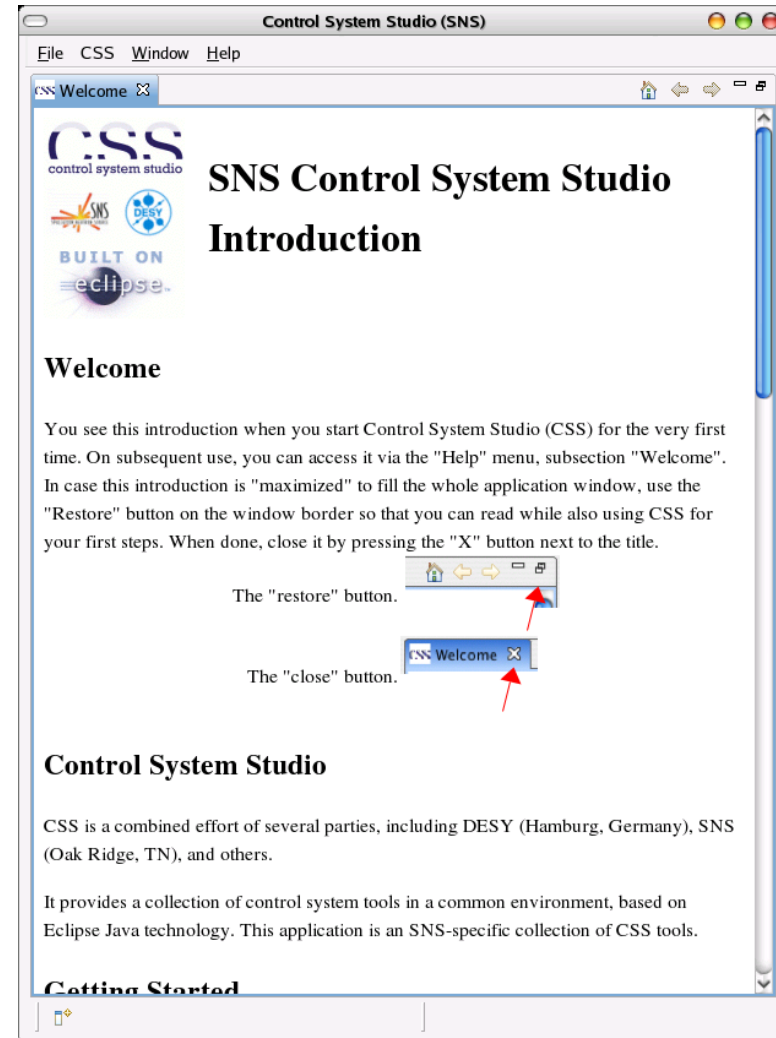 Control System Studio (SNS)
File CSS Window Help
CSS Welcome
CSS
control system studio
SNS
DESY
BUILT ON
eclipse
SNS Control System Studio
Introduction
Welcome
You see this introduction when you start Control System Studio (CSS) for the very first
time. On subsequent use, you can access it via the "Help" menu, subsection "Welcome".
In case this introduction is "maximized" to fill the whole application window, use the
"Restore" button on the window border so that you can read while also using CSS for
your first steps. When done, close it by pressing the "X" button next to the title.
The "restore" button.
CSS Welcome
The "close" button.
Control System Studio
CSS is a combined effort of several parties, including DESY (Hamburg, Germany), SNS
(Oak Ridge, TN), and others.
It provides a collection of control system tools in a common environment, based on
Eclipse Java technology. This application is an SNS-specific collection of CSS tools.
Getting Started